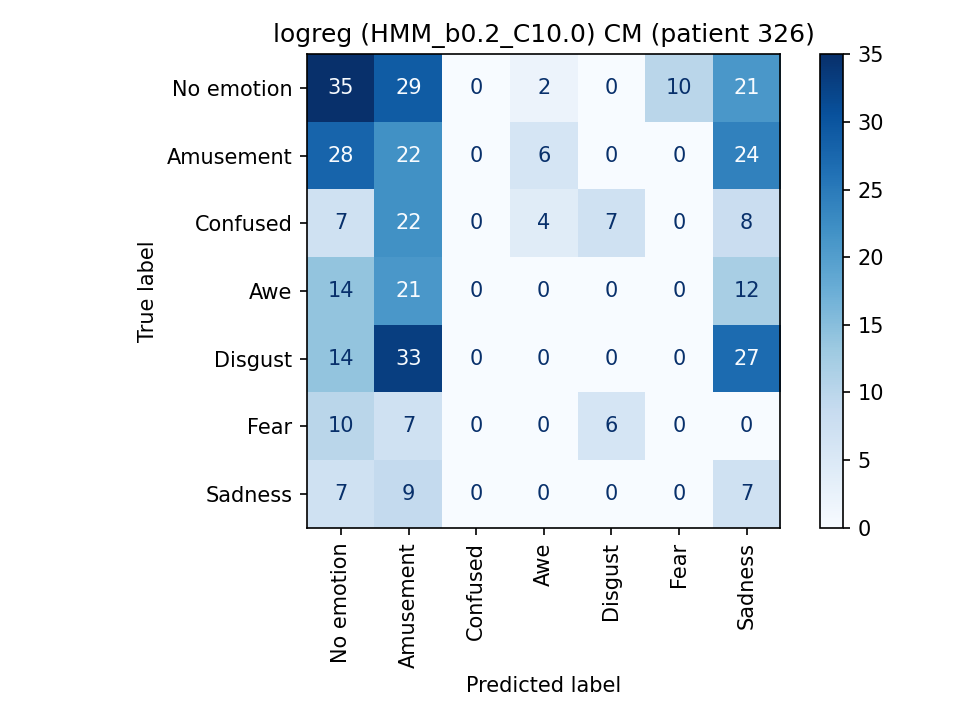 logreg (HMM_b0.2_C10.0) CM (patient 326)
No emotion 35 29 0 2 0 10 21
Amusement 28 22 0 6 0 0 24
Confused 7 22 0 4 7 0 8
Awe 14 21 0 0 0 0 12
Disgust 14 33 0 0 0 0 27
Fear 10 7 0 0 6 0 0
Sadness 7 9 0 0 0 0 7
True label
No emotion
Amusement
Confused
Awe
Disgust
Fear
Sadness
Predicted label
35
30
25
20
15
10
5
0